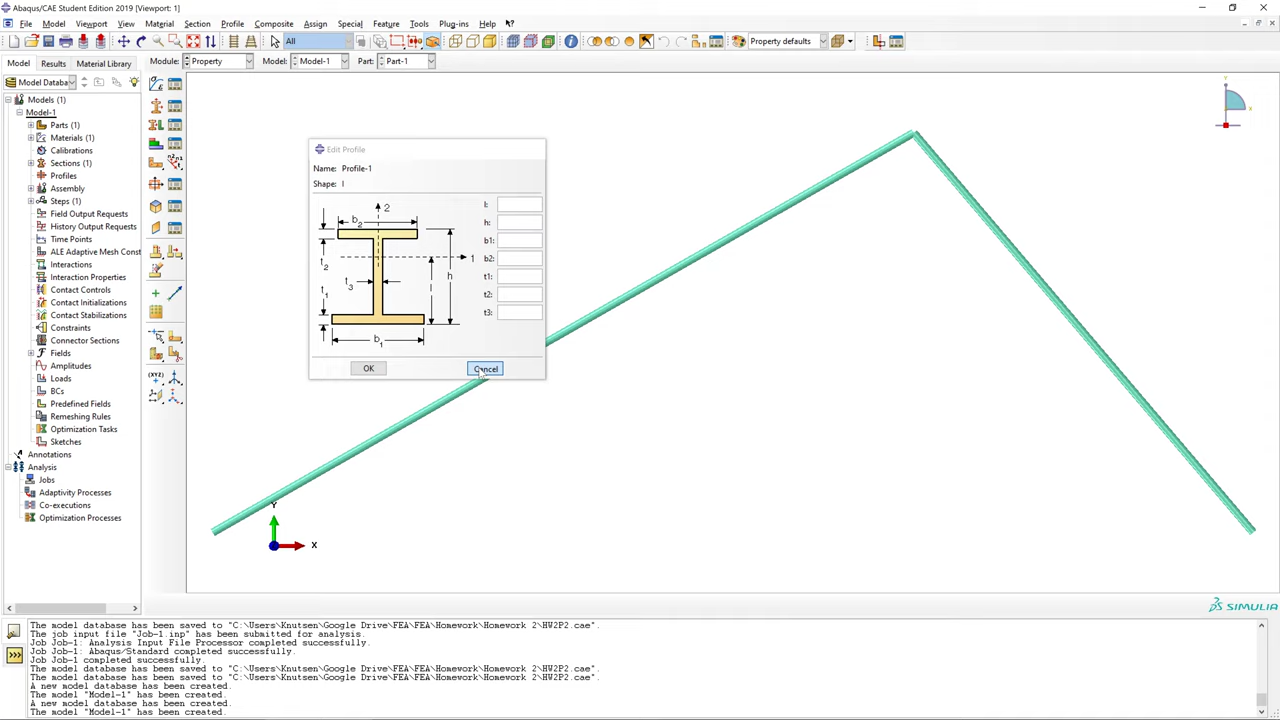 Abaqus/CAE Student Edition 2019 [Viewport: 1]
File Model Viewport View Material Section Profile Composite Assign Special Feature Tools Plug-ins Help
All
Property defaults
Model Results Material Library
Module: Property Model: Model-1 Part: Part-1
Model Databa
Models (1)
Model-1
Parts (1)
Materials (1)
Calibrations
Sections (1)
Profiles
Assembly
Steps (1)
Field Output Requests
History Output Requests
Time Points
ALE Adaptive Mesh Const
Interactions
Interaction Properties
Contact Controls
Contact Initializations
Contact Stabilizations
Constraints
Connector Sections
Fields
Amplitudes
Loads
BCs
Predefined Fields
Remeshing Rules
Optimization Tasks
Sketches
Annotations
Analysis
Jobs
Adaptivity Processes
Co-executions
Optimization Processes
Edit Profile
Name: Profile-1
Shape: I
l:
h:
b1:
b2:
t1:
t2:
t3:
2
b2
1
t2
h
t3
l
t1
b1
OK Cancel
Y
X
Y
X
SIMULIA
The model database has been saved to "C:\Users\Knutsen\Google Drive\FEA\FEA\Homework\Homework 2\HW2P2.cae".
The job input file "Job-1.inp" has been submitted for analysis.
Job Job-1: Analysis Input File Processor completed successfully.
Job Job-1: Abaqus/Standard completed successfully.
Job Job-1 completed successfully.
The model database has been saved to "C:\Users\Knutsen\Google Drive\FEA\FEA\Homework\Homework 2\HW2P2.cae".
The model database has been saved to "C:\Users\Knutsen\Google Drive\FEA\FEA\Homework\Homework 2\HW2P2.cae".
A new model database has been created.
The model "Model-1" has been created.
A new model database has been created.
The model "Model-1" has been created.